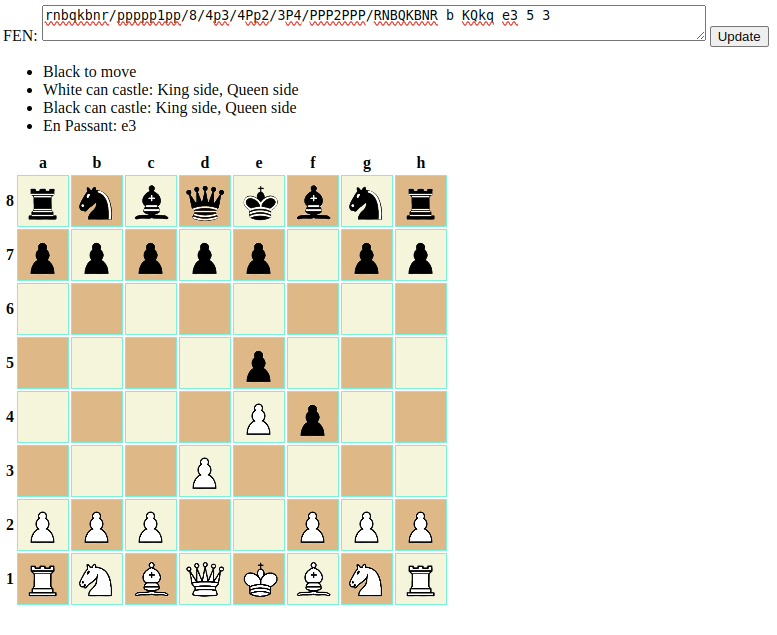 FEN: rnbqkbnr/ppppp1pp/8/4p3/4Pp2/3P4/PPP2PPP/RNBQKBNR b KQkq e3 5 3
Update
Black to move
White can castle: King side, Queen side
Black can castle: King side, Queen side
En Passant: e3
a b c d e f g h
8
7
6
5
4
3
2
1